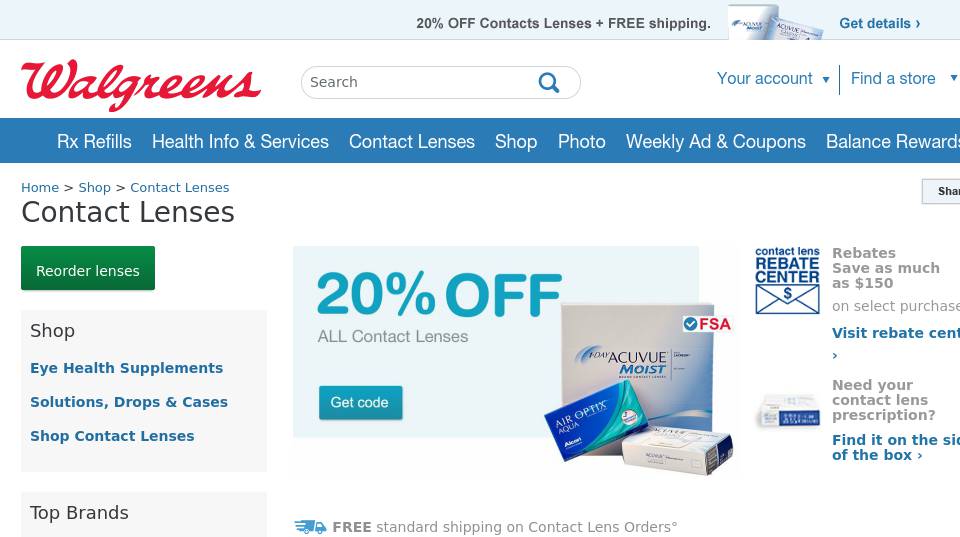 20% OFF Contacts Lenses + FREE shipping.
Get details ›
Walgreens
Search
Your account
Find a store
Rx Refills
Health Info & Services
Contact Lenses
Shop
Photo
Weekly Ad & Coupons
Balance Rewards
Home > Shop > Contact Lenses
Contact Lenses
Shar
Reorder lenses
Shop
Eye Health Supplements
Solutions, Drops & Cases
Shop Contact Lenses
Top Brands
20% OFF
ALL Contact Lenses
Get code
FSA
1-DAY ACUVUE
MOIST
AIR OPTIX
AQUA
Alcon
ACUVUE
FREE standard shipping on Contact Lens Orders°
contact lens
REBATE
CENTER
$
Rebates
Save as much
as $150
on select purchase
Visit rebate cent
›
Need your
contact lens
prescription?
Find it on the sid
of the box ›